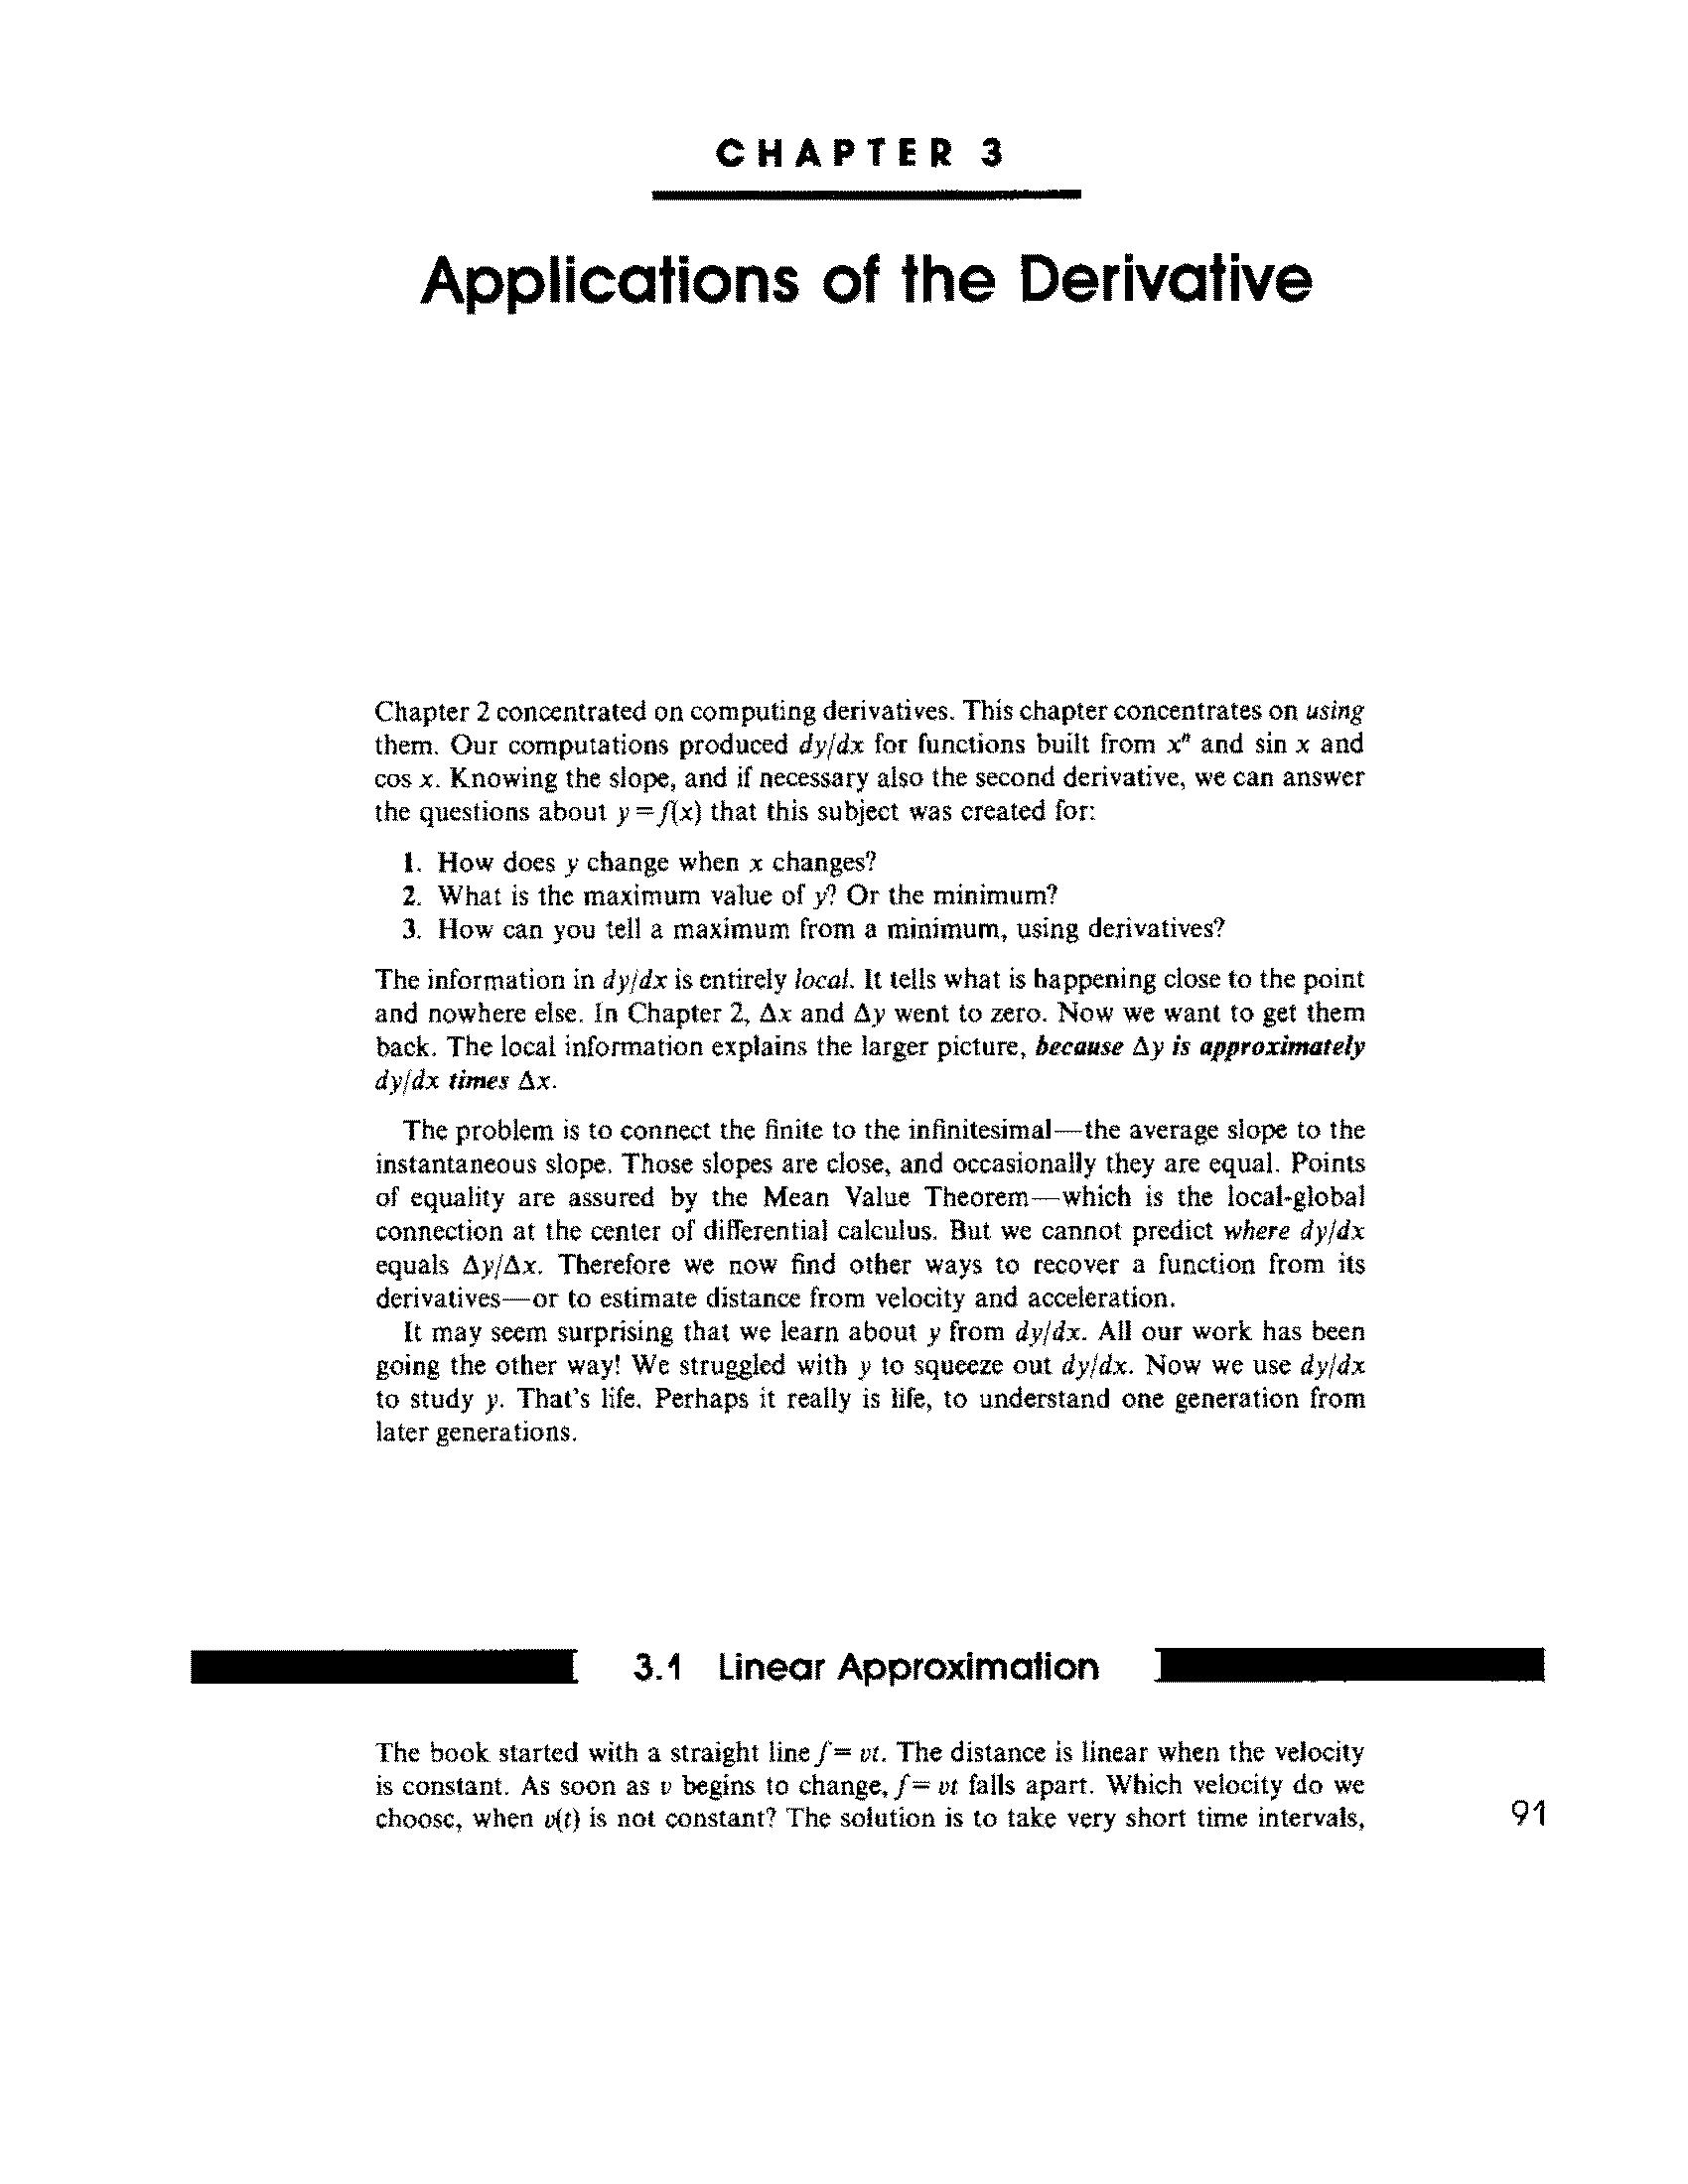 CHAPTER 3
Applications of the Derivative
Chapter 2 concentrated on computing derivatives. This chapter concentrates on using
them. Our computations produced dy/dx for functions built from xⁿ and sin x and
cos x. Knowing the slope, and if necessary also the second derivative, we can answer
the questions about y = f(x) that this subject was created for:
1. How does y change when x changes?
2. What is the maximum value of y? Or the minimum?
3. How can you tell a maximum from a minimum, using derivatives?
The information in dy/dx is entirely local. It tells what is happening close to the point
and nowhere else. In Chapter 2, Δx and Δy went to zero. Now we want to get them
back. The local information explains the larger picture, because Δy is approximately
dy/dx times Δx.
The problem is to connect the finite to the infinitesimal—the average slope to the
instantaneous slope. Those slopes are close, and occasionally they are equal. Points
of equality are assured by the Mean Value Theorem—which is the local-global
connection at the center of differential calculus. But we cannot predict where dy/dx
equals Δy/Δx. Therefore we now find other ways to recover a function from its
derivatives—or to estimate distance from velocity and acceleration.
It may seem surprising that we learn about y from dy/dx. All our work has been
going the other way! We struggled with y to squeeze out dy/dx. Now we use dy/dx
to study y. That's life. Perhaps it really is life, to understand one generation from
later generations.
3.1 Linear Approximation
The book started with a straight line f = vt. The distance is linear when the velocity
is constant. As soon as v begins to change, f = vt falls apart. Which velocity do we
choose, when v(t) is not constant? The solution is to take very short time intervals,
91